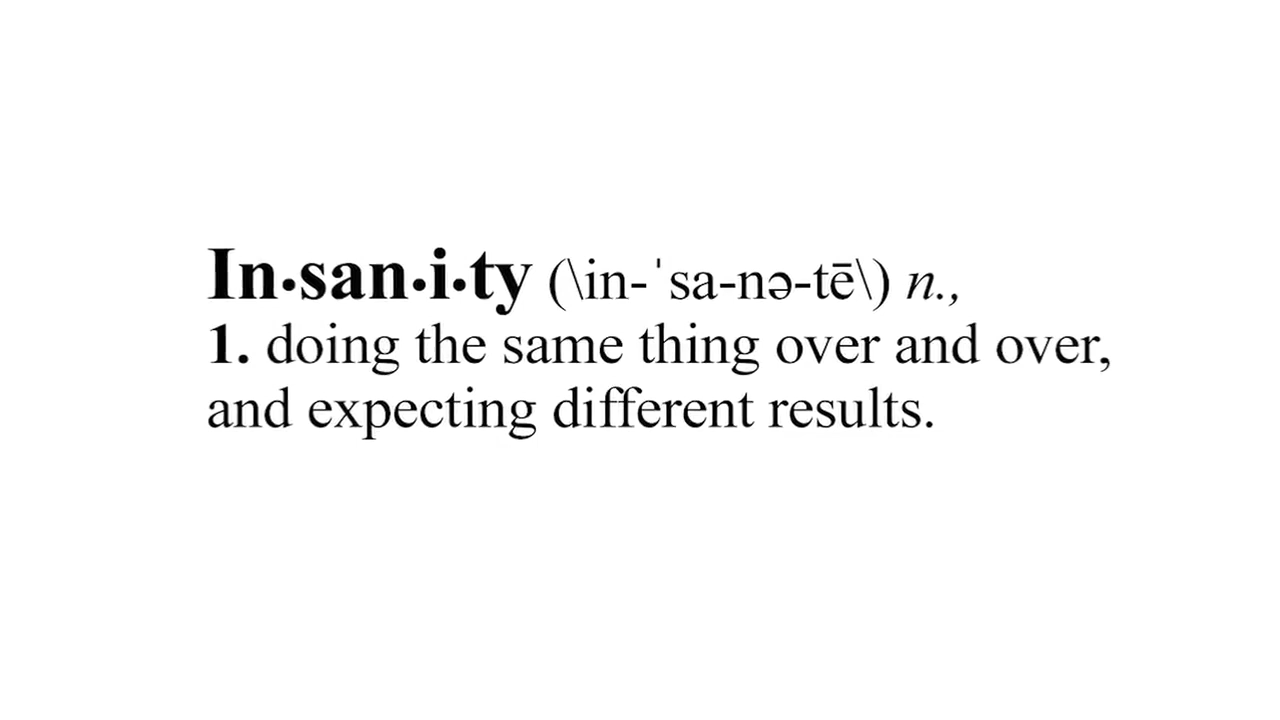 In•san•i•ty (\in-ˈsa-nə-tē\) n.,
1. doing the same thing over and over,
and expecting different results.